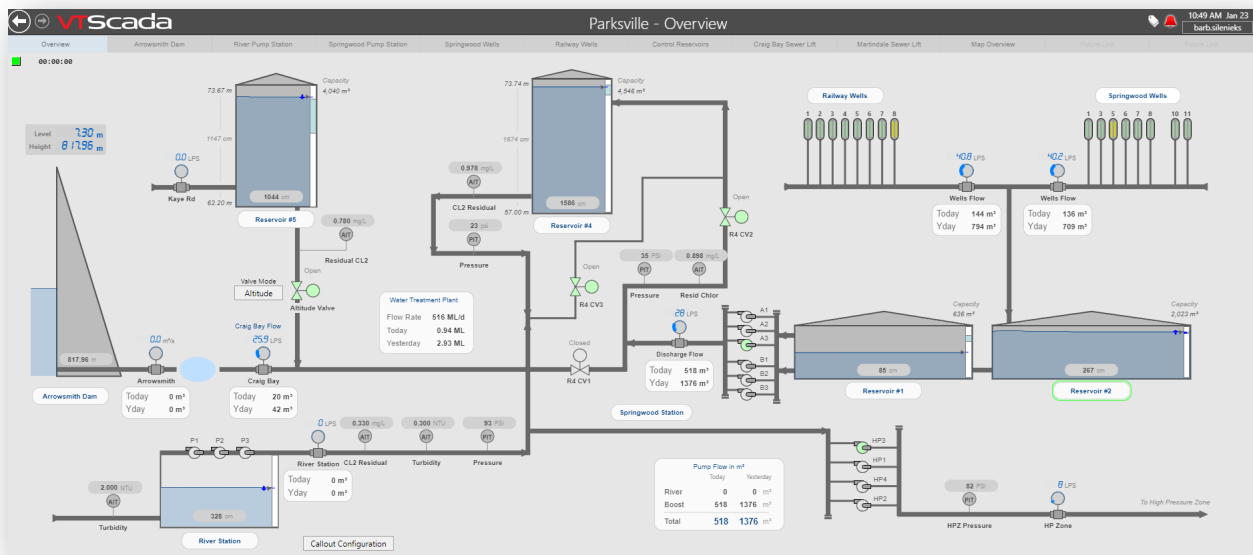 VTScada
Parksville - Overview
10:49 AM Jan 23
barb.silenieks
Overview
Arrowsmith Dam
River Pump Station
Springwood Pump Station
Springwood Wells
Railway Wells
Control Reservoirs
Craig Bay Sewer Lift
Martindale Sewer Lift
Map Overview
Future Link
Future Link
00:00:00
Level 7.30 m
Height 817.96 m
817.96 m
Arrowsmith Dam
0.0 LPS
Kaye Rd
73.67 m
1147 cm
62.20 m
Capacity
4,040 m³
1044 cm
Reservoir #5
0.780 mg/L
AIT
Residual CL2
Open
Valve Mode
Altitude
Altitude Valve
0.0 m³/s
Arrowsmith
Today 0 m³
Yday 0 m³
Craig Bay Flow
25.9 LPS
Craig Bay
Today 20 m³
Yday 42 m³
Water Treatment Plant
Flow Rate 516 ML/d
Today 0.94 ML
Yesterday 2.93 ML
0.978 mg/L
AIT
CL2 Residual
23 psi
PIT
Pressure
73.74 m
1674 cm
57.00 m
Capacity
4,546 m³
1586 cm
Reservoir #4
Open
R4 CV2
Open
R4 CV3
35 PSI
PIT
Pressure
0.898 mg/L
AIT
Resid Chlor
Closed
R4 CV1
28 LPS
Discharge Flow
Today 518 m³
Yday 1376 m³
Springwood Station
A1
A2
A3
B1
B2
B3
Railway Wells
1 2 3 4 5 6 7 8
Springwood Wells
1 2 3 5 6 7 8 10 11
40.8 LPS
Wells Flow
Today 144 m³
Yday 794 m³
40.2 LPS
Wells Flow
Today 136 m³
Yday 709 m³
Capacity
636 m³
85 cm
Reservoir #1
Capacity
2,023 m³
267 cm
Reservoir #2
P1 P2 P3
0 LPS
River Station
Today 0 m³
Yday 0 m³
0.330 mg/L
AIT
CL2 Residual
0.300 NTU
AIT
Turbidity
93 PSI
PIT
Pressure
2.000 NTU
AIT
Turbidity
328 cm
River Station
Callout Configuration
Pump Flow in m³
Today Yesterday
River 0 0 m³
Boost 518 1376 m³
Total 518 1376 m³
HP3
HP1
HP4
HP2
82 PSI
PIT
HPZ Pressure
8 LPS
HP Zone
To High Pressure Zone